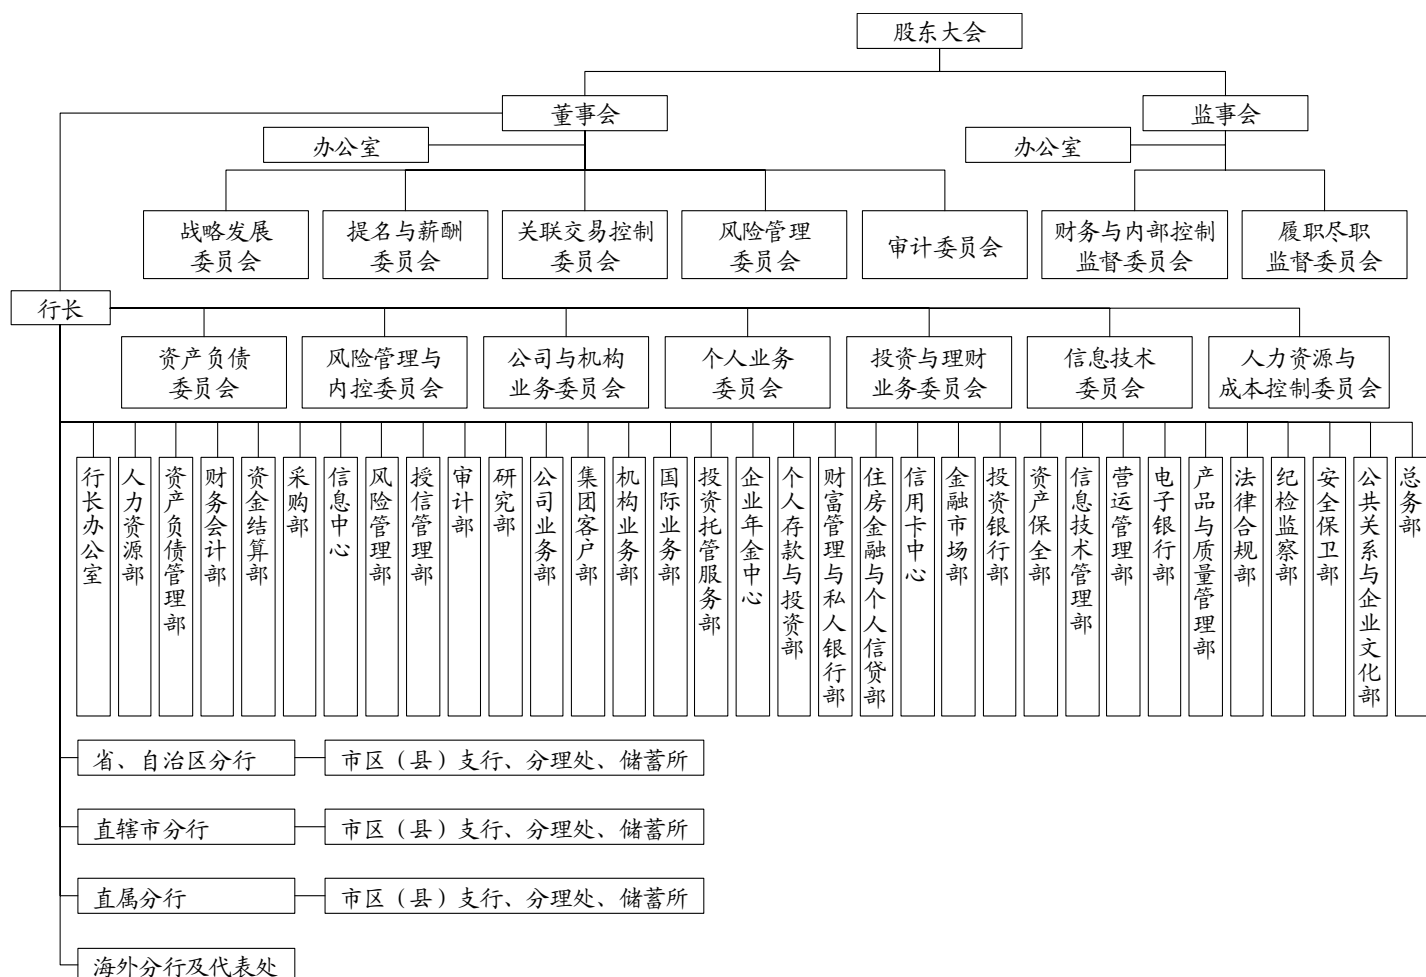 股东大会
董事会
监事会
办公室
办公室
战略发展
委员会
提名与薪酬
委员会
关联交易控制
委员会
风险管理
委员会
审计委员会
财务与内部控制
监督委员会
履职尽职
监督委员会
行长
资产负债
委员会
风险管理与
内控委员会
公司与机构
业务委员会
个人业务
委员会
投资与理财
业务委员会
信息技术
委员会
人力资源与
成本控制委员会
行长办公室
人力资源部
资产负债管理部
财务会计部
资金结算部
采购部
信息中心
风险管理部
授信管理部
审计部
研究部
公司业务部
集团客户部
机构业务部
国际业务部
投资托管服务部
企业年金中心
个人存款与投资部
财富管理与私人银行部
住房金融与个人信贷部
信用卡中心
金融市场部
投资银行部
资产保全部
信息技术管理部
营运管理部
电子银行部
产品与质量管理部
法律合规部
纪检监察部
安全保卫部
公共关系与企业文化部
总务部
省、自治区分行
市区（县）支行、分理处、储蓄所
直辖市分行
市区（县）支行、分理处、储蓄所
直属分行
市区（县）支行、分理处、储蓄所
海外分行及代表处